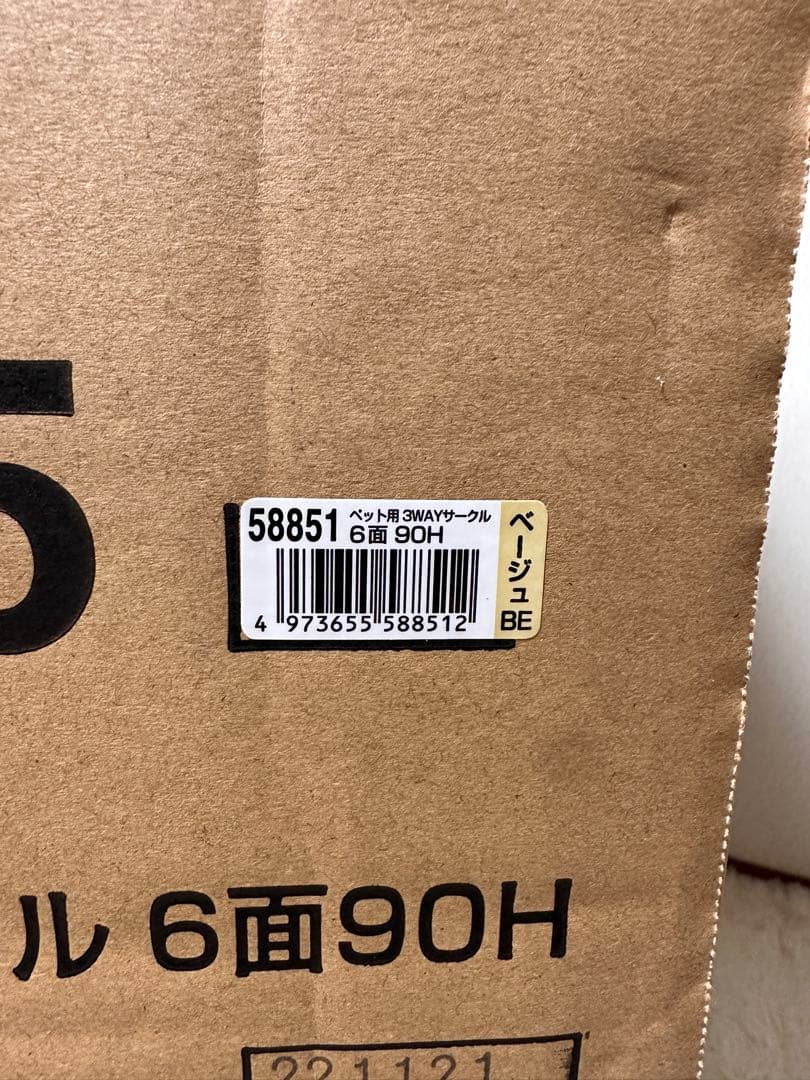 5
58851 ペット用 3WAYサークル
6面 90H
4 973655 588512
ベージュ
BE
ル 6面90H
221121